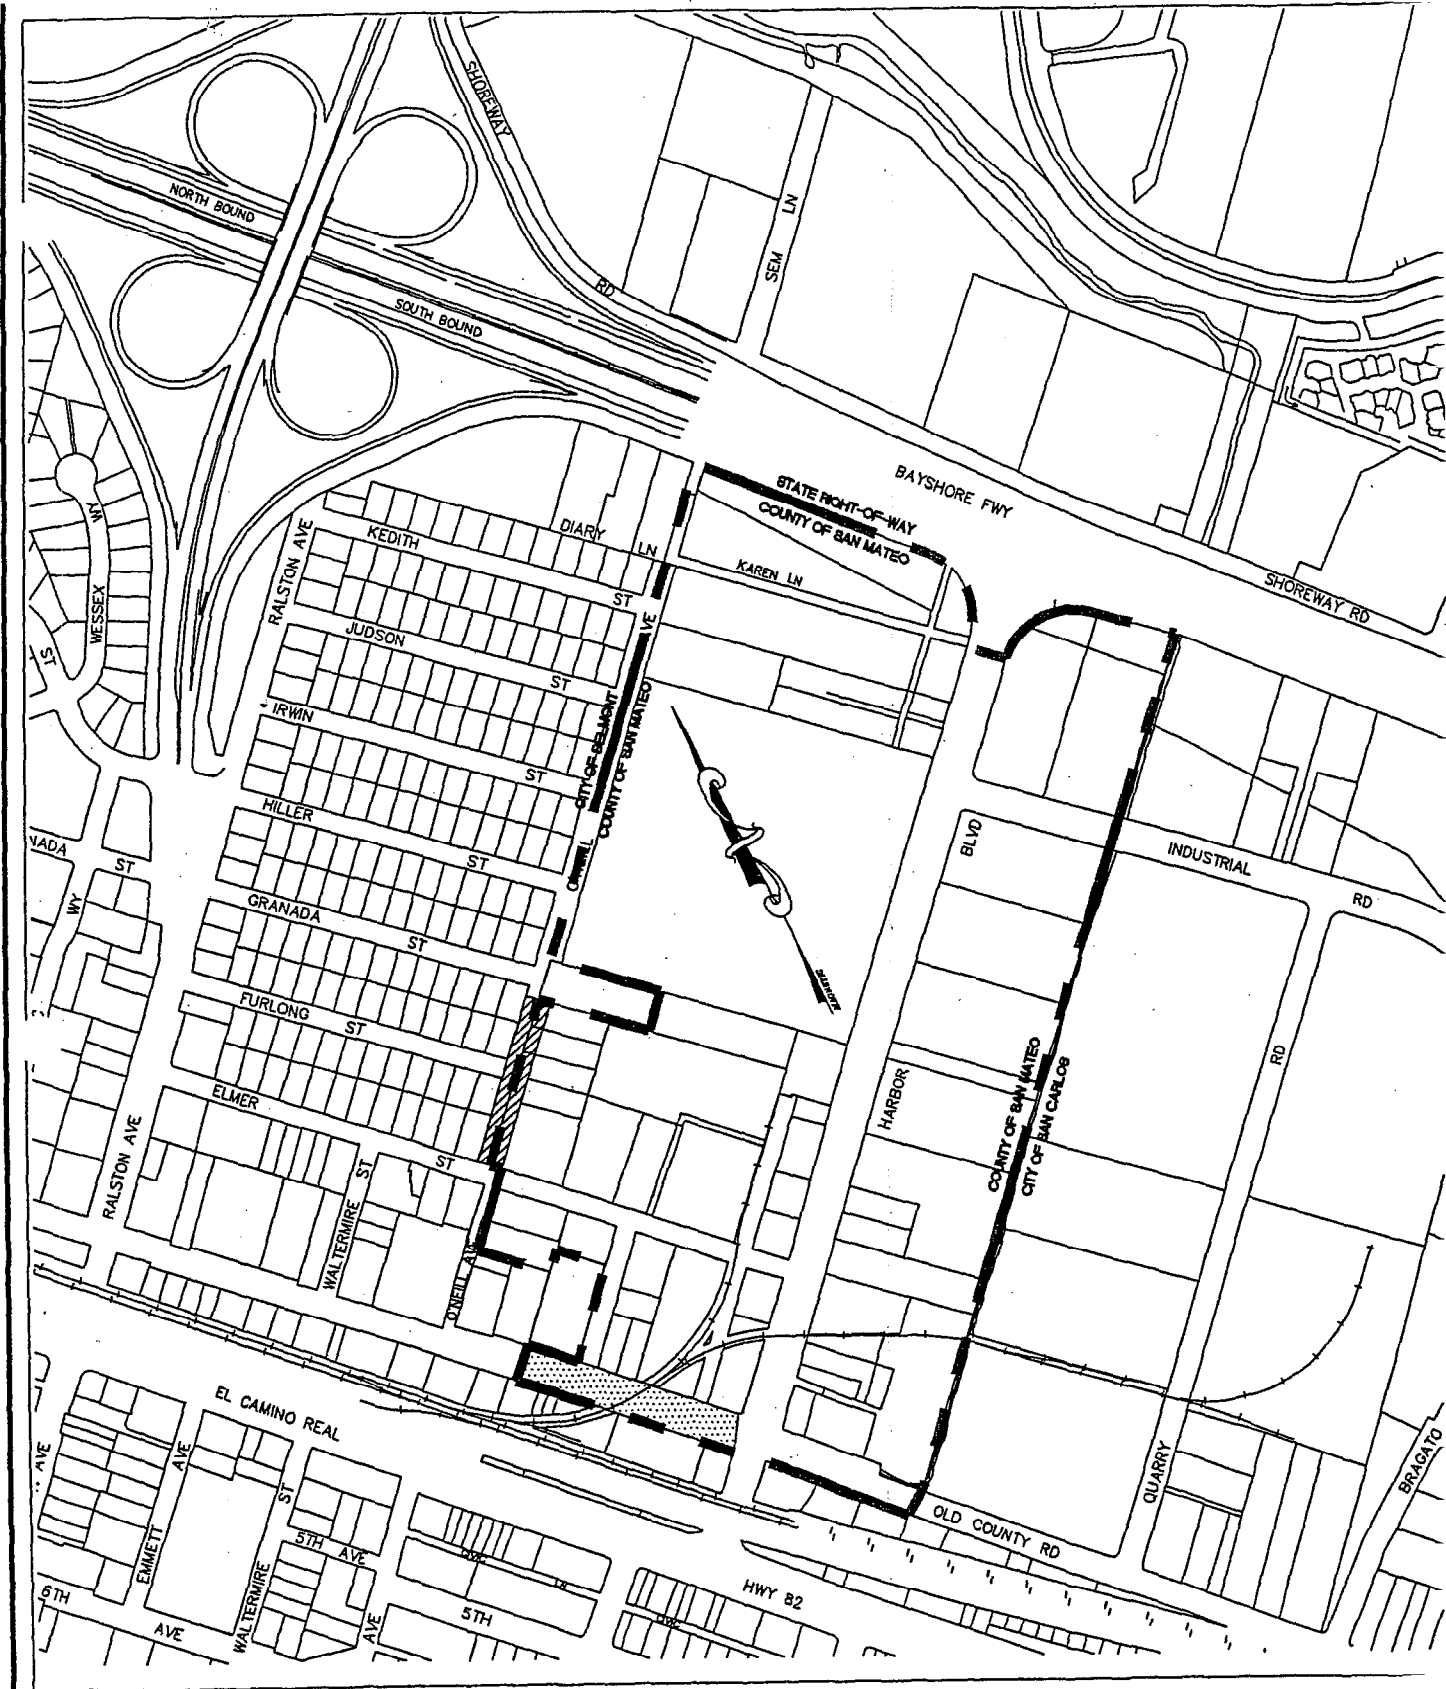 SHOREWAY
RD
NORTH BOUND
SOUTH BOUND
SEM LN
BAYSHORE FWY
STATE RIGHT-OF-WAY
COUNTY OF SAN MATEO
SHOREWAY RD
KAREN LN
DIARY LN
KEDITH ST
RALSTON AVE
WESSEX WY
ST
JUDSON ST
IRWIN ST
AVE
CITY OF BELMONT
COUNTY OF SAN MATEO
HILLER ST
NADA ST
WY
GRANADA ST
FURLONG ST
ELMER ST
BLVD
HARBOR
INDUSTRIAL RD
RD
COUNTY OF SAN MATEO
CITY OF SAN CARLOS
RALSTON AVE
WALTERMIRE ST
O'NEILL AVE
EL CAMINO REAL
AVE
EMMETT AVE
WALTERMIRE ST
5TH AVE
6TH AVE
AVE
5TH
HWY 82
OLD COUNTY RD
QUARRY
BRAGATO